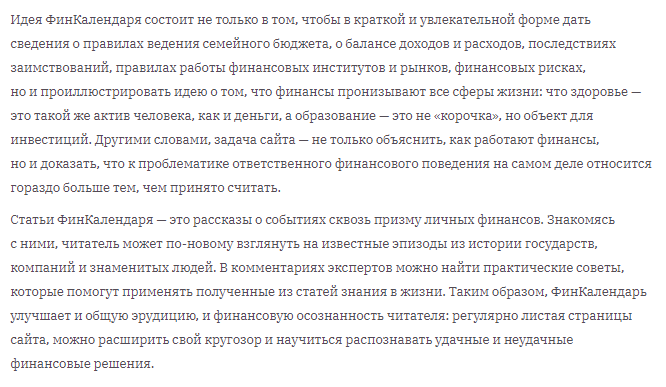 Идея ФинКалендаря состоит не только в том, чтобы в краткой и увлекательной форме дать
сведения о правилах ведения семейного бюджета, о балансе доходов и расходов, последствиях
заимствований, правилах работы финансовых институтов и рынков, финансовых рисках,
но и проиллюстрировать идею о том, что финансы пронизывают все сферы жизни: что здоровье —
это такой же актив человека, как и деньги, а образование — это не «корочка», но объект для
инвестиций. Другими словами, задача сайта — не только объяснить, как работают финансы,
но и доказать, что к проблематике ответственного финансового поведения на самом деле относится
гораздо больше тем, чем принято считать.
Статьи ФинКалендаря — это рассказы о событиях сквозь призму личных финансов. Знакомясь
с ними, читатель может по-новому взглянуть на известные эпизоды из истории государств,
компаний и знаменитых людей. В комментариях экспертов можно найти практические советы,
которые помогут применять полученные из статей знания в жизни. Таким образом, ФинКалендарь
улучшает и общую эрудицию, и финансовую осознанность читателя: регулярно листая страницы
сайта, можно расширить свой кругозор и научиться распознавать удачные и неудачные
финансовые решения.